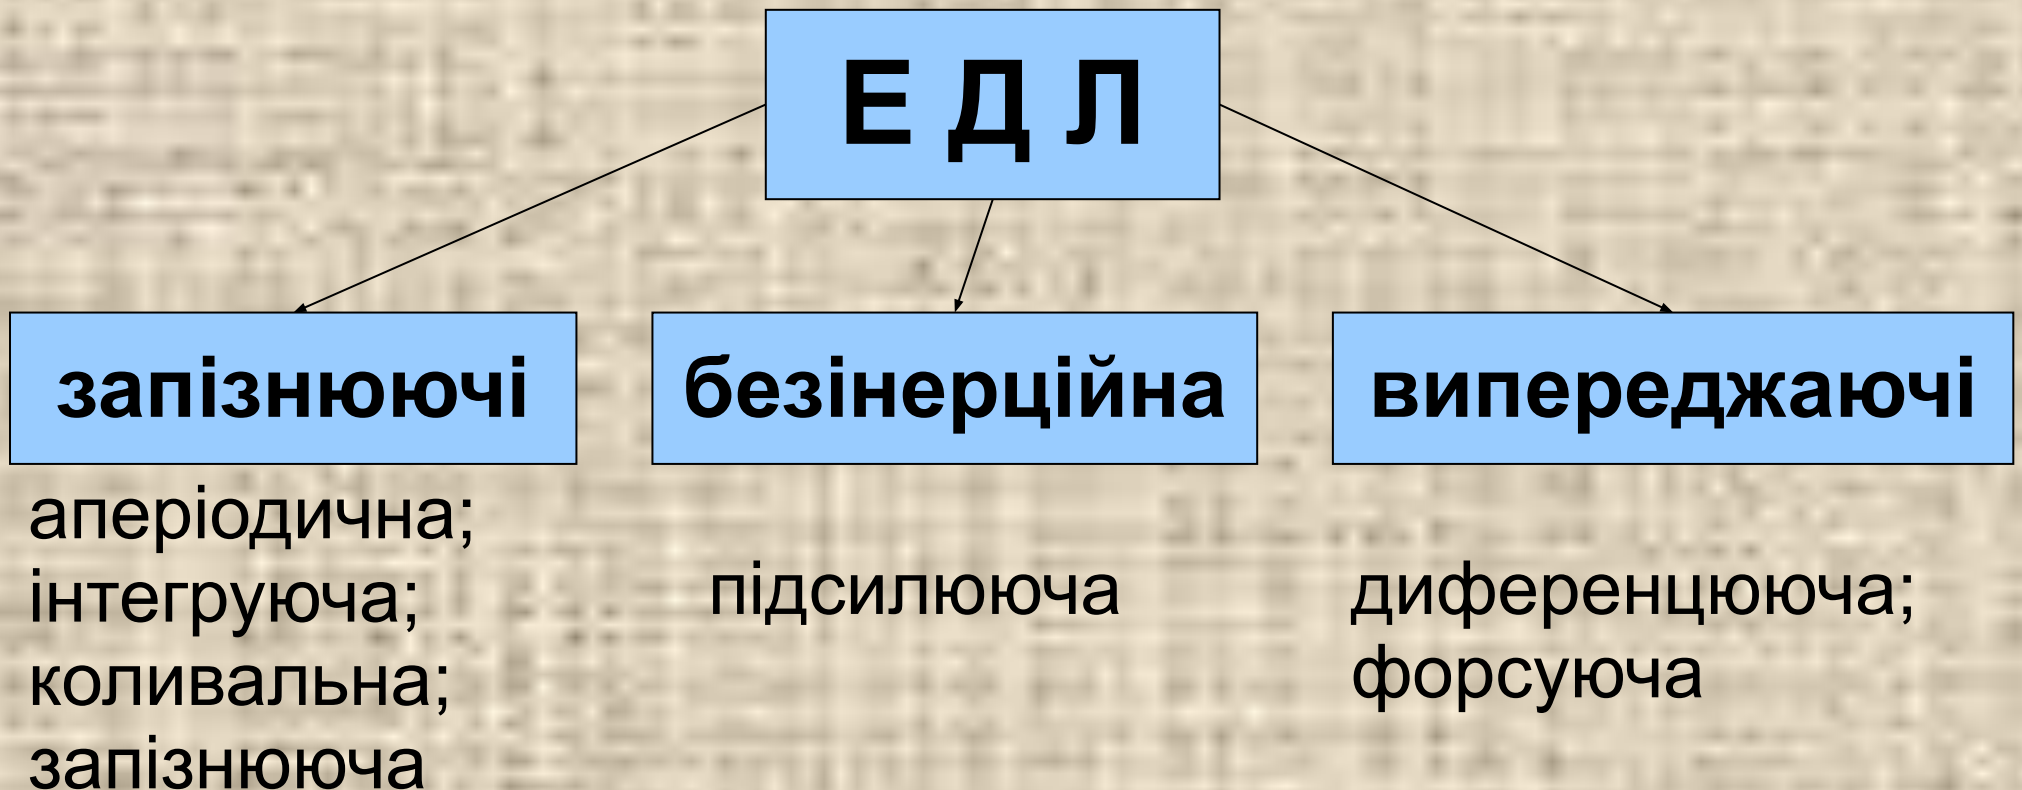 Е Д Л
запізнюючі
безінерційна
випереджаючі
аперіодична;
інтегруюча;
коливальна;
запізнююча
підсилююча
диференцююча;
форсуюча